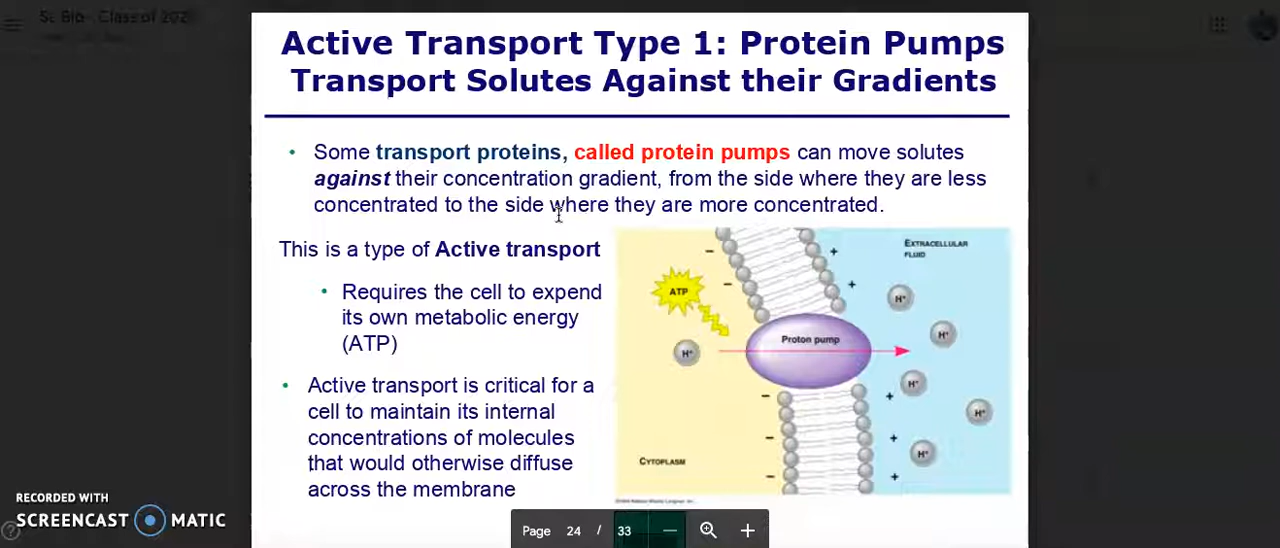 Active Transport Type 1: Protein Pumps
Transport Solutes Against their Gradients
• Some transport proteins, called protein pumps can move solutes
against their concentration gradient, from the side where they are less
concentrated to the side where they are more concentrated.
This is a type of Active transport
• Requires the cell to expend
its own metabolic energy
(ATP)
• Active transport is critical for a
cell to maintain its internal
concentrations of molecules
that would otherwise diffuse
across the membrane
EXTRACELLULAR
FLUID
ATP
H+
H+
Proton pump
H+
H+
H+
H+
CYTOPLASM
− − − − −
+ + + + +
RECORDED WITH
SCREENCAST MATIC
Page 24 / 33